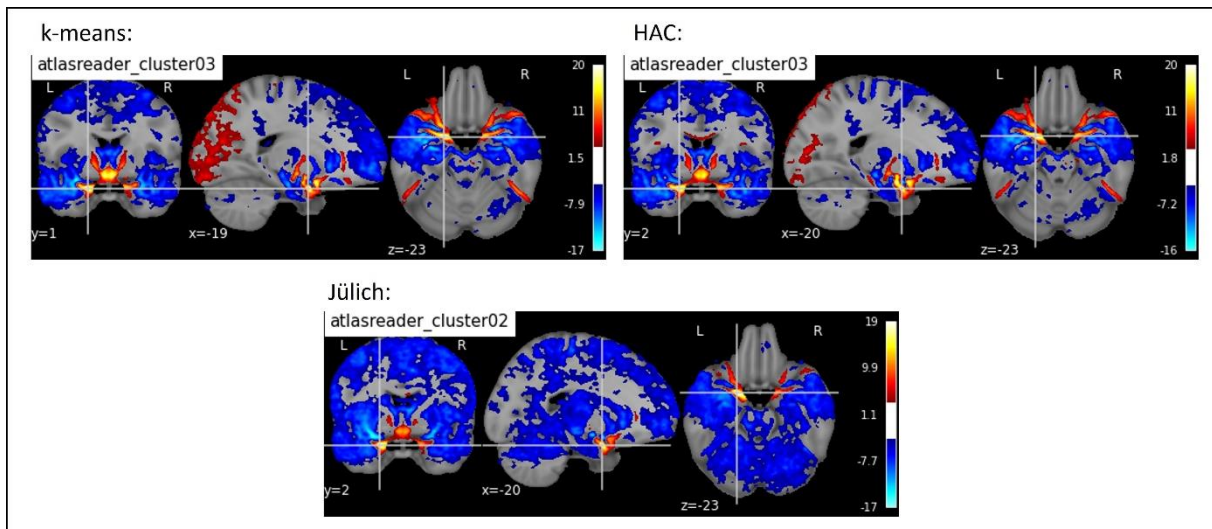 k-means:
atlasreader_cluster03
L
R
L
R
20
11
1.5
-7.9
-17
y=1
x=-19
z=-23
HAC:
atlasreader_cluster03
L
R
L
R
20
11
1.8
-7.2
-16
y=2
x=-20
z=-23
Jülich:
atlasreader_cluster02
L
R
L
R
19
9.9
1.1
-7.7
-17
y=2
x=-20
z=-23